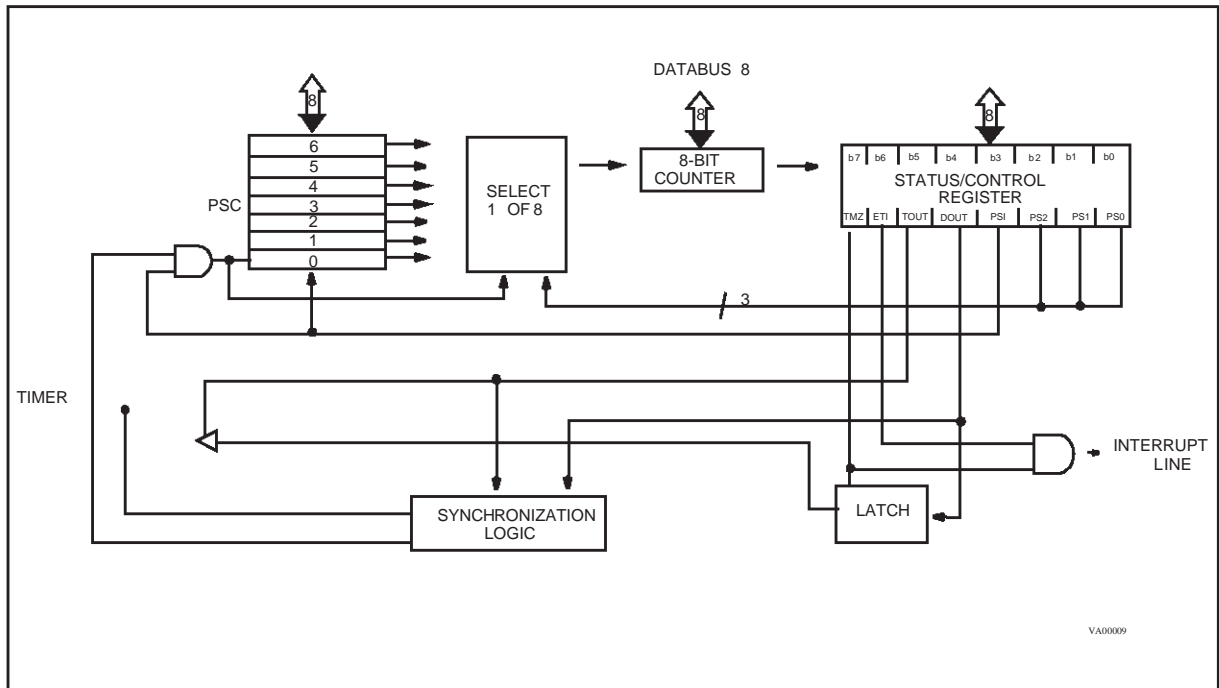 DATABUS 8
8
8
8
6
5
4
3
2
1
0
PSC
SELECT
1 OF 8
8-BIT
COUNTER
b7 b6 b5 b4 b3 b2 b1 b0
STATUS/CONTROL
REGISTER
TMZ ETI TOUT DOUT PSI PS2 PS1 PS0
3
TIMER
INTERRUPT
LINE
SYNCHRONIZATION
LOGIC
LATCH
VA00009